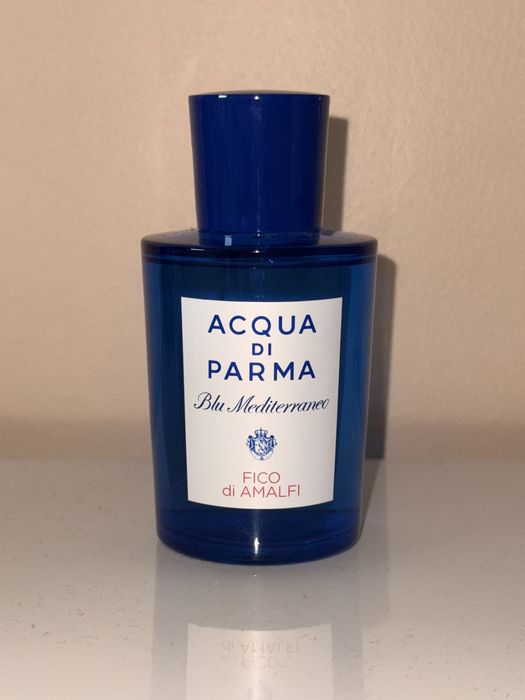 ACQUA
DI
PARMA
Blu Mediterraneo
FICO
di AMALFI